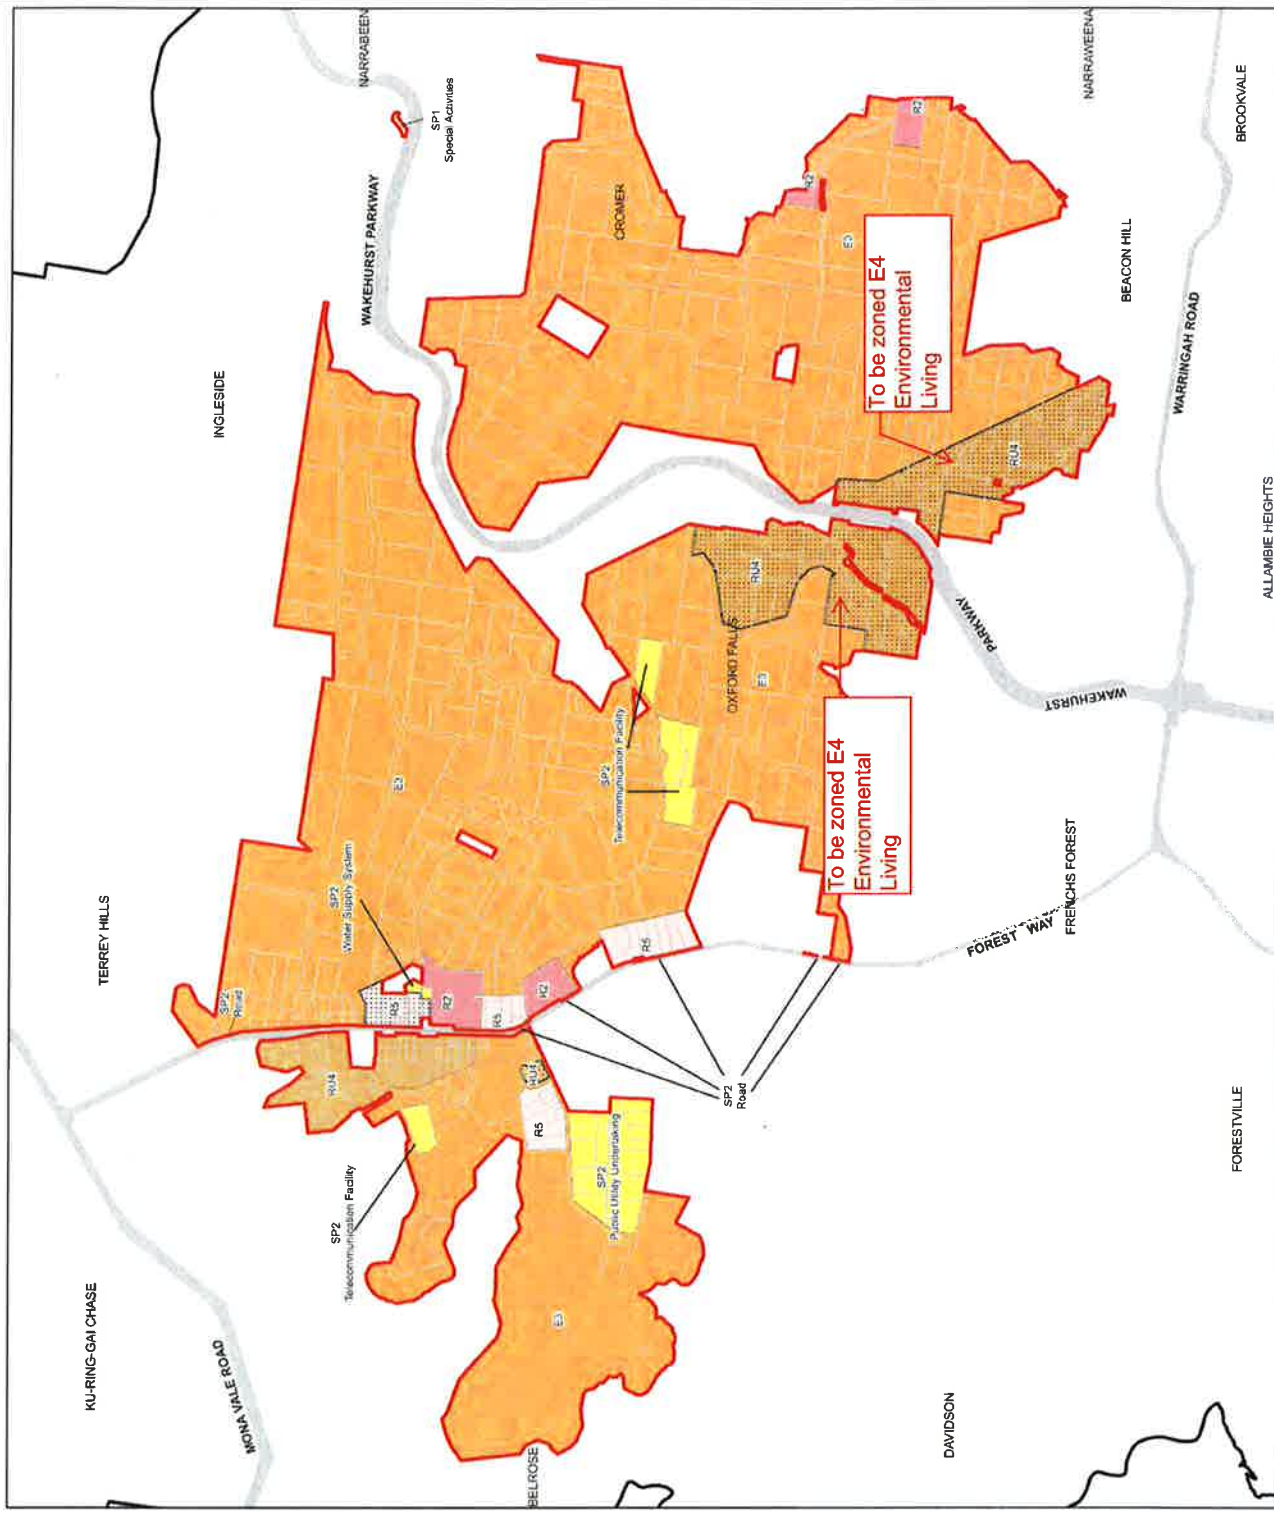 NARRABEEN
SP1
Special Activities
NARRAWEENA
BROOKVALE
WAKEHURST PARKWAY
CROMER
R2
R2
E3
BEACON HILL
WARRINGAH ROAD
INGLESIDE
To be zoned E4
Environmental
Living
RU4
ALLAMBIE HEIGHTS
RU4
OXFORD FALLS
E3
WAKEHURST
PARKWAY
SP2
Telecommunication Facility
To be zoned E4
Environmental
Living
E3
SP2
Water Supply System
TERREY HILLS
SP2
Road
R5
R2
R5
R2
R5
FOREST WAY
FRENCHS FOREST
RU4
RU4
R5
SP2
Road
SP2
Telecommunication Facility
SP2
Public Utility Undertaking
FORESTVILLE
KU-RING-GAI CHASE
MONA VALE ROAD
E3
BELROSE
DAVIDSON